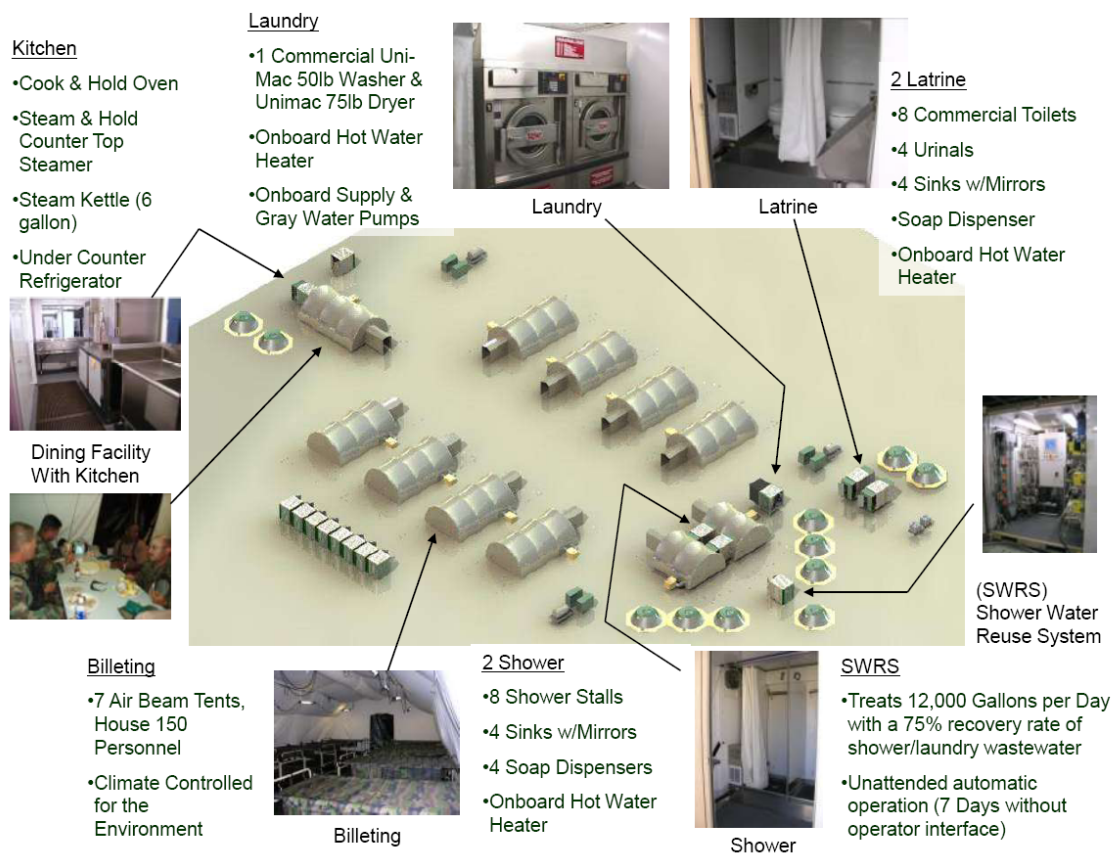 Kitchen
•Cook & Hold Oven
•Steam & Hold
Counter Top
Steamer
•Steam Kettle (6
gallon)
•Under Counter
Refrigerator
Laundry
•1 Commercial Uni-
Mac 50lb Washer &
Unimac 75lb Dryer
•Onboard Hot Water
Heater
•Onboard Supply &
Gray Water Pumps
Laundry
Latrine
2 Latrine
•8 Commercial Toilets
•4 Urinals
•4 Sinks w/Mirrors
•Soap Dispenser
•Onboard Hot Water
Heater
Dining Facility
With Kitchen
(SWRS)
Shower Water
Reuse System
Billeting
•7 Air Beam Tents,
House 150
Personnel
•Climate Controlled
for the
Environment
Billeting
2 Shower
•8 Shower Stalls
•4 Sinks w/Mirrors
•4 Soap Dispensers
•Onboard Hot Water
Heater
Shower
SWRS
•Treats 12,000 Gallons per Day
with a 75% recovery rate of
shower/laundry wastewater
•Unattended automatic
operation (7 Days without
operator interface)